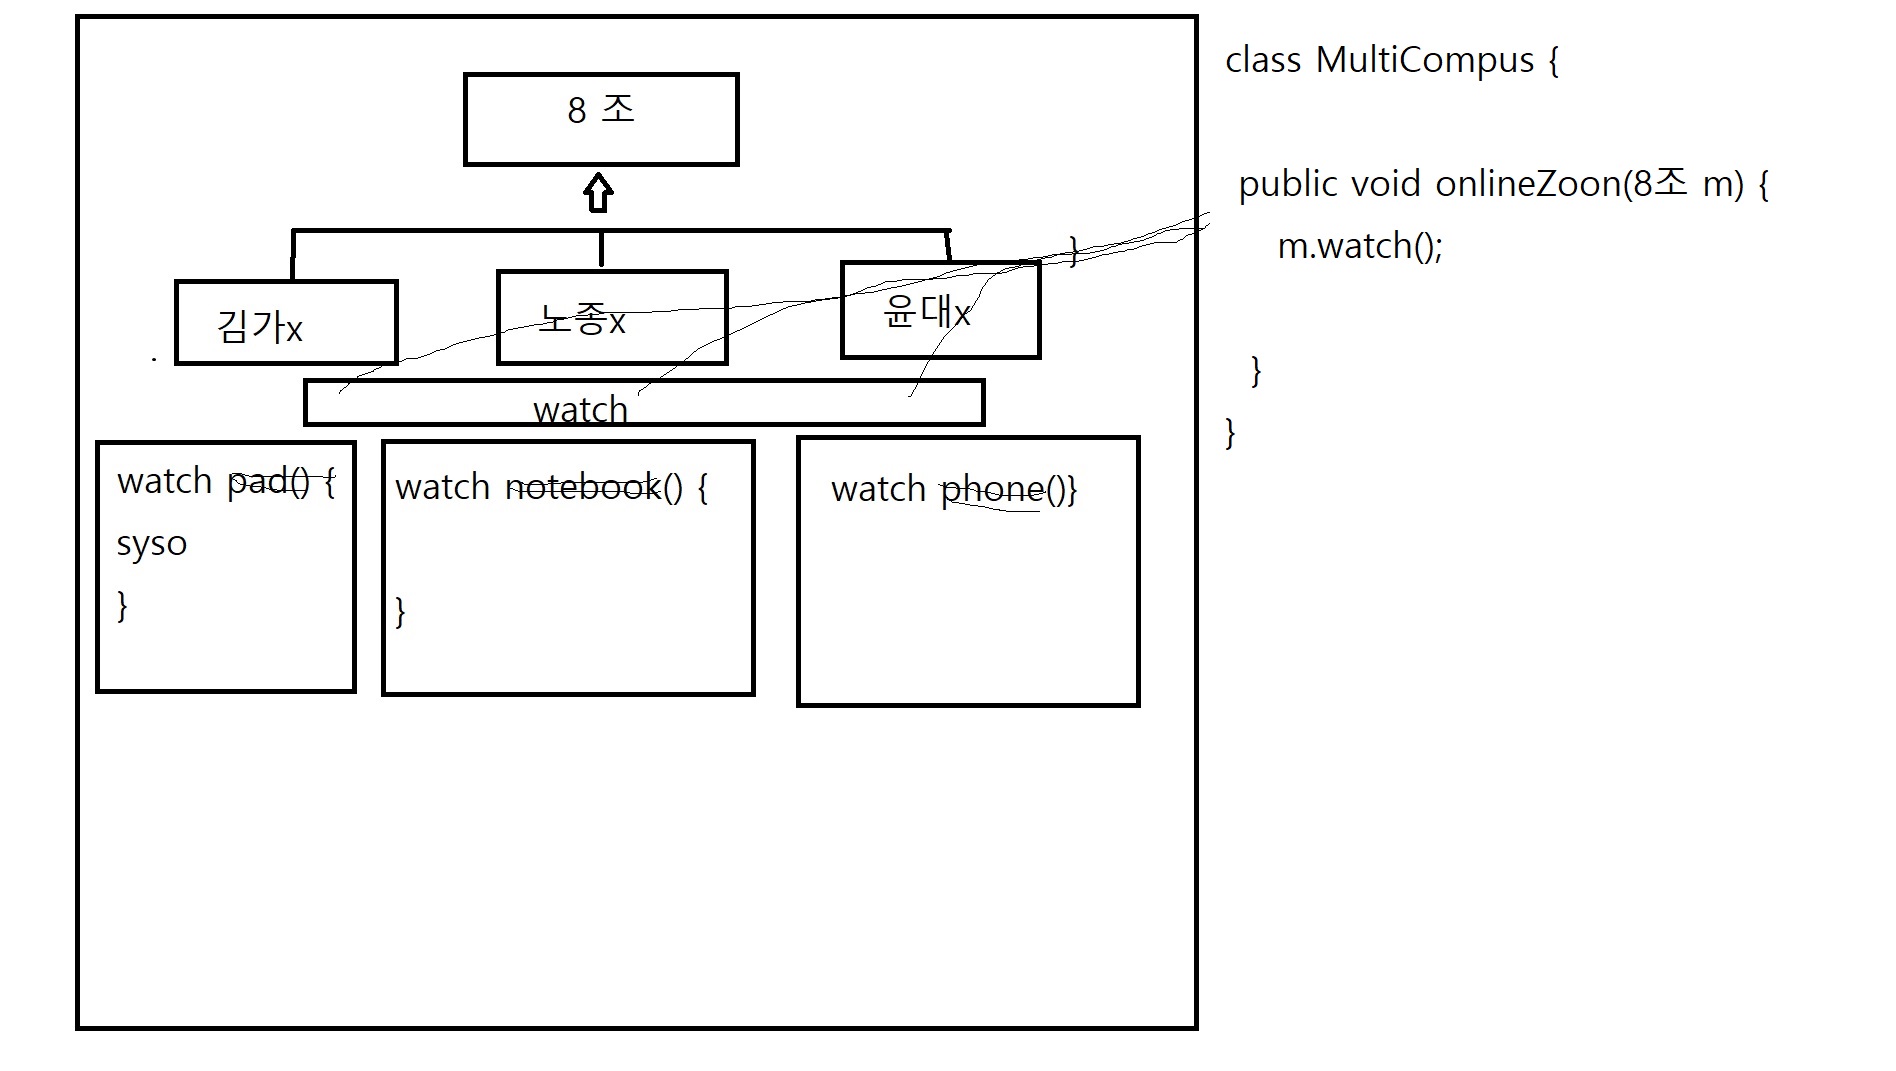 8 조
김가x
노종x
윤대x
}
watch
watch pad() {
syso
}
watch notebook() {
}
watch phone()}
class MultiCompus {
public void onlineZoon(8조 m) {
m.watch();
}
}